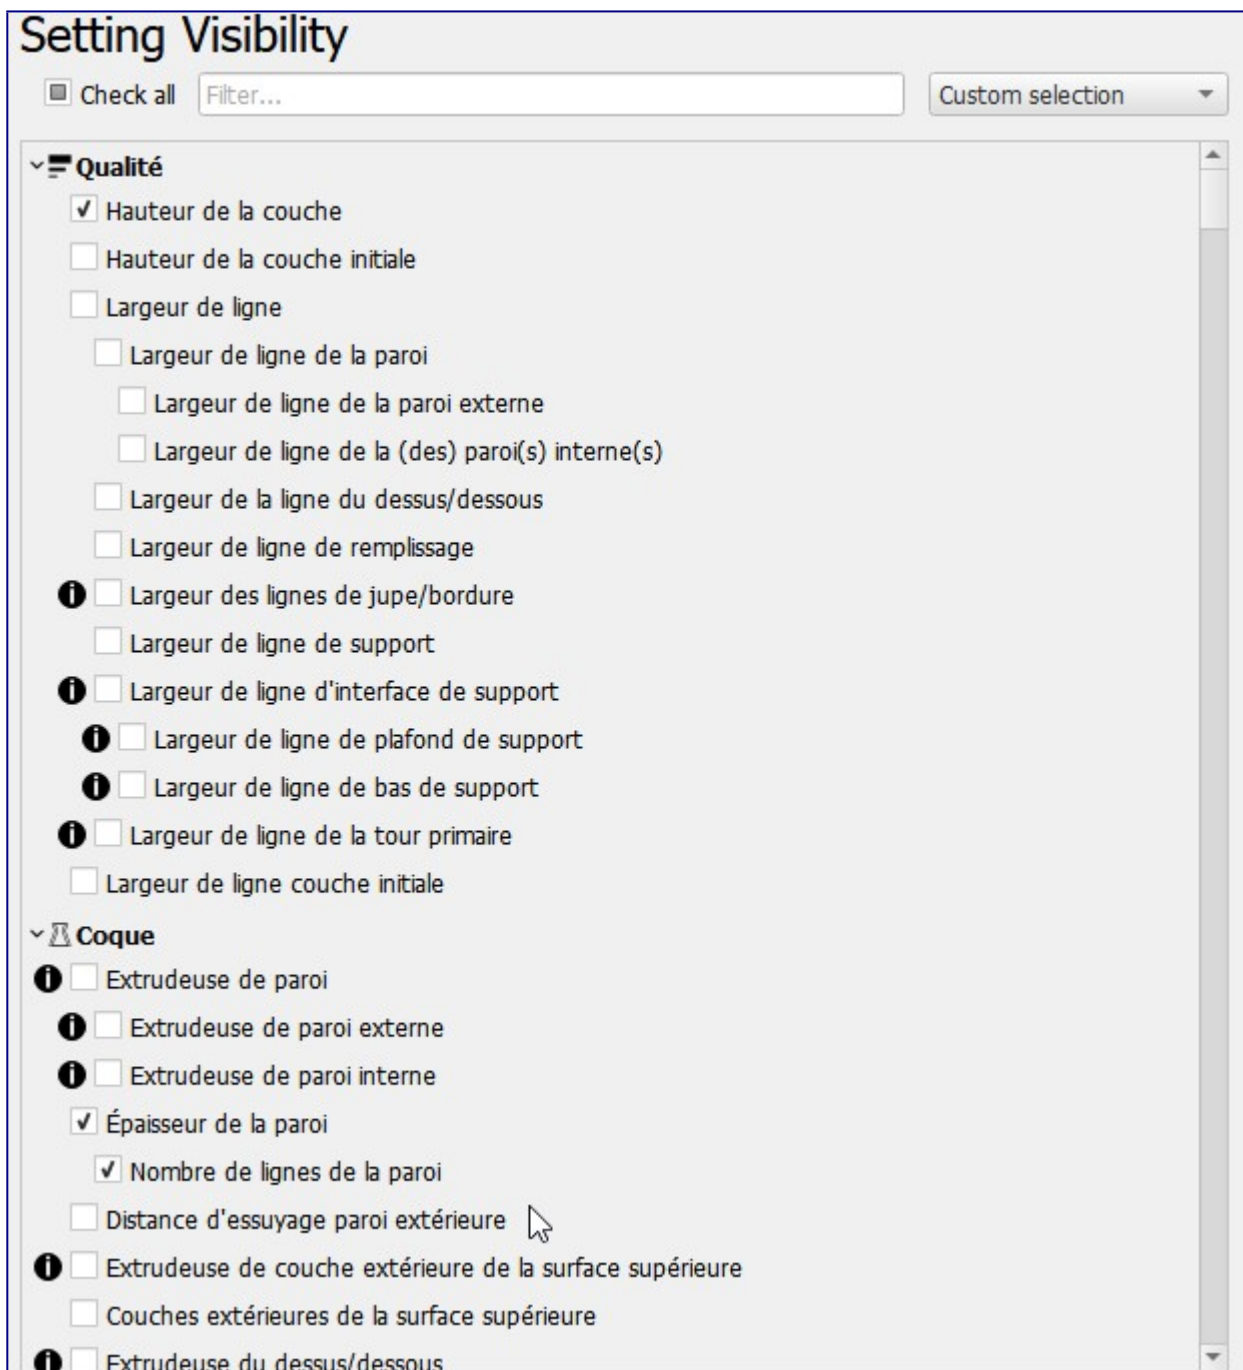 Setting Visibility
Check all Filter... Custom selection
Qualité
Hauteur de la couche
Hauteur de la couche initiale
Largeur de ligne
Largeur de ligne de la paroi
Largeur de ligne de la paroi externe
Largeur de ligne de la (des) paroi(s) interne(s)
Largeur de la ligne du dessus/dessous
Largeur de ligne de remplissage
Largeur des lignes de jupe/bordure
Largeur de ligne de support
Largeur de ligne d'interface de support
Largeur de ligne de plafond de support
Largeur de ligne de bas de support
Largeur de ligne de la tour primaire
Largeur de ligne couche initiale
Coque
Extrudeuse de paroi
Extrudeuse de paroi externe
Extrudeuse de paroi interne
Épaisseur de la paroi
Nombre de lignes de la paroi
Distance d'essuyage paroi extérieure
Extrudeuse de couche extérieure de la surface supérieure
Couches extérieures de la surface supérieure
Extrudeuse du dessus/dessous